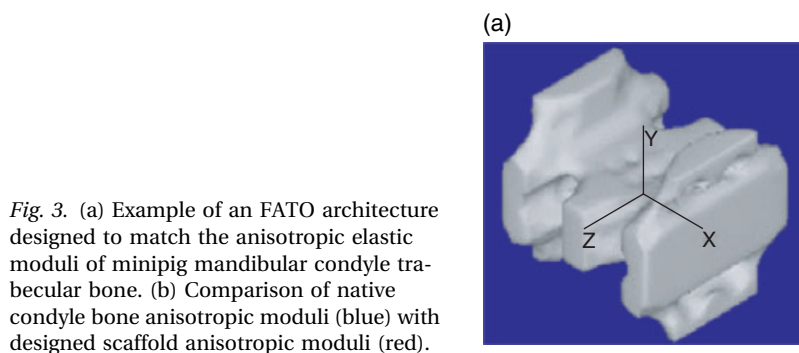 (a)
Y
Z
X
Fig. 3. (a) Example of an FATO architecture
designed to match the anisotropic elastic
moduli of minipig mandibular condyle tra-
becular bone. (b) Comparison of native
condyle bone anisotropic moduli (blue) with
designed scaffold anisotropic moduli (red).